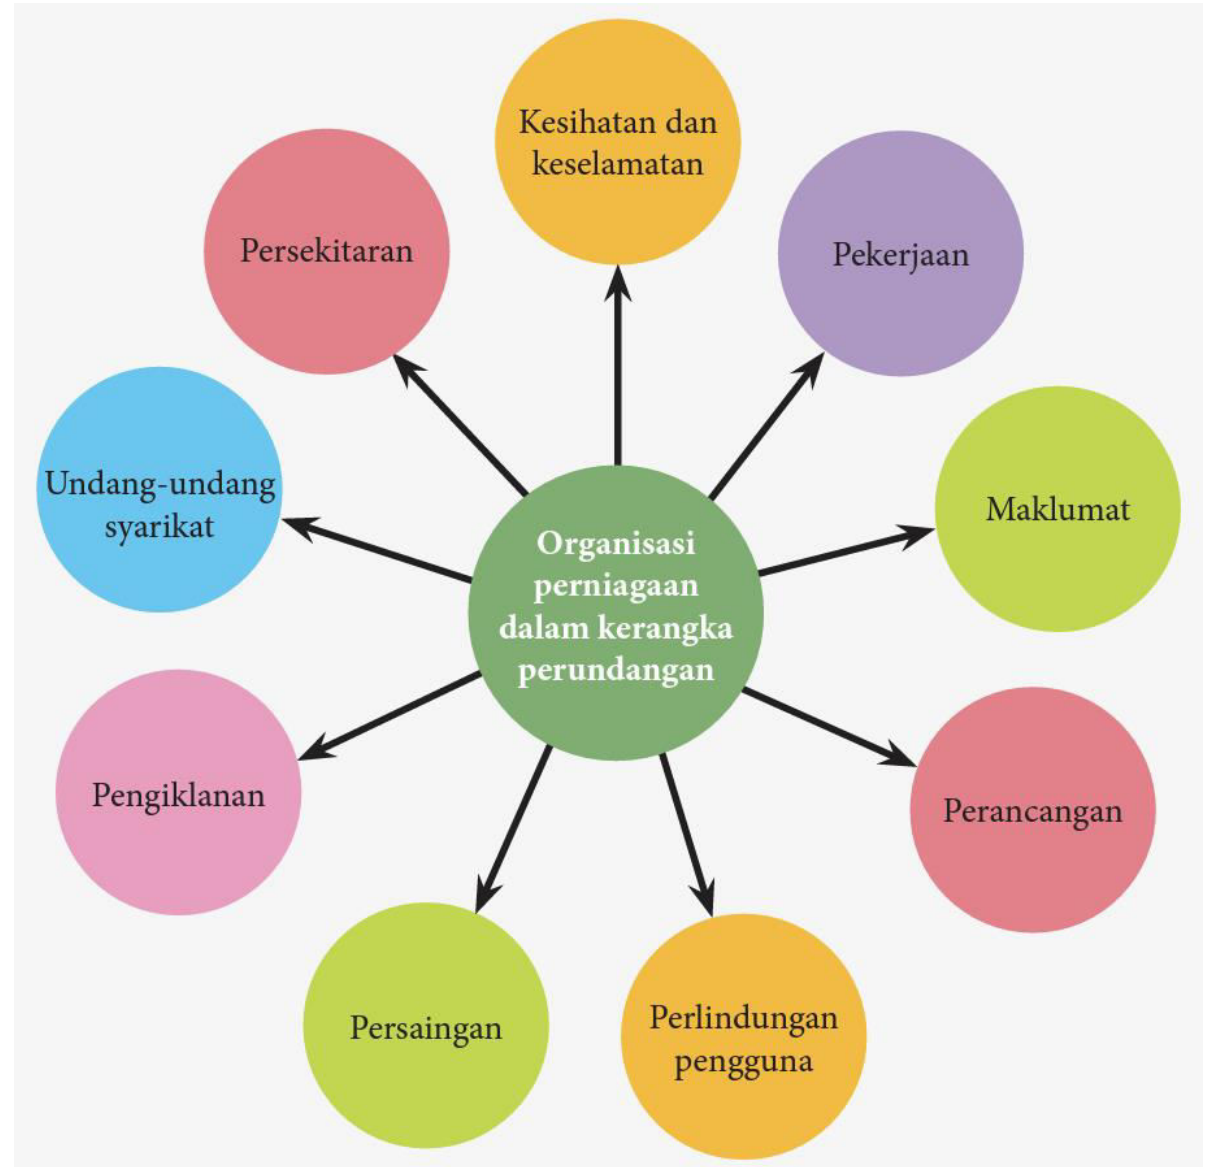 Kesihatan dan
keselamatan
Persekitaran
Pekerjaan
Undang-undang
syarikat
Maklumat
Organisasi
perniagaan
dalam kerangka
perundangan
Pengiklanan
Perancangan
Persaingan
Perlindungan
pengguna